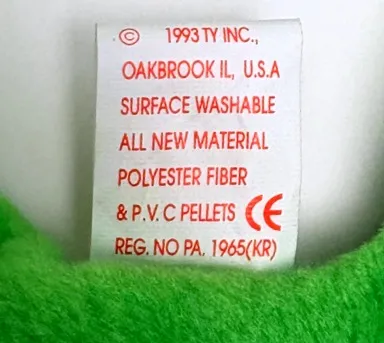 © 1993 TY INC.,
OAKBROOK IL, U.S.A
SURFACE WASHABLE
ALL NEW MATERIAL
POLYESTER FIBER
& P.V.C PELLETS CE
REG. NO PA. 1965(KR)